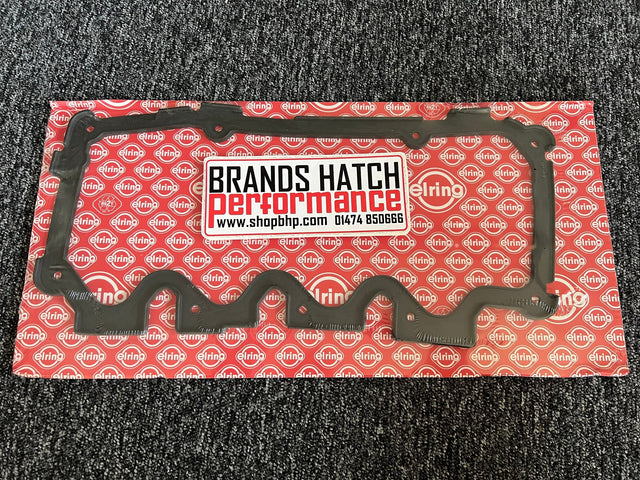 BRANDS HATCH
performance
www.shopbhp.com 01474 850666
elring